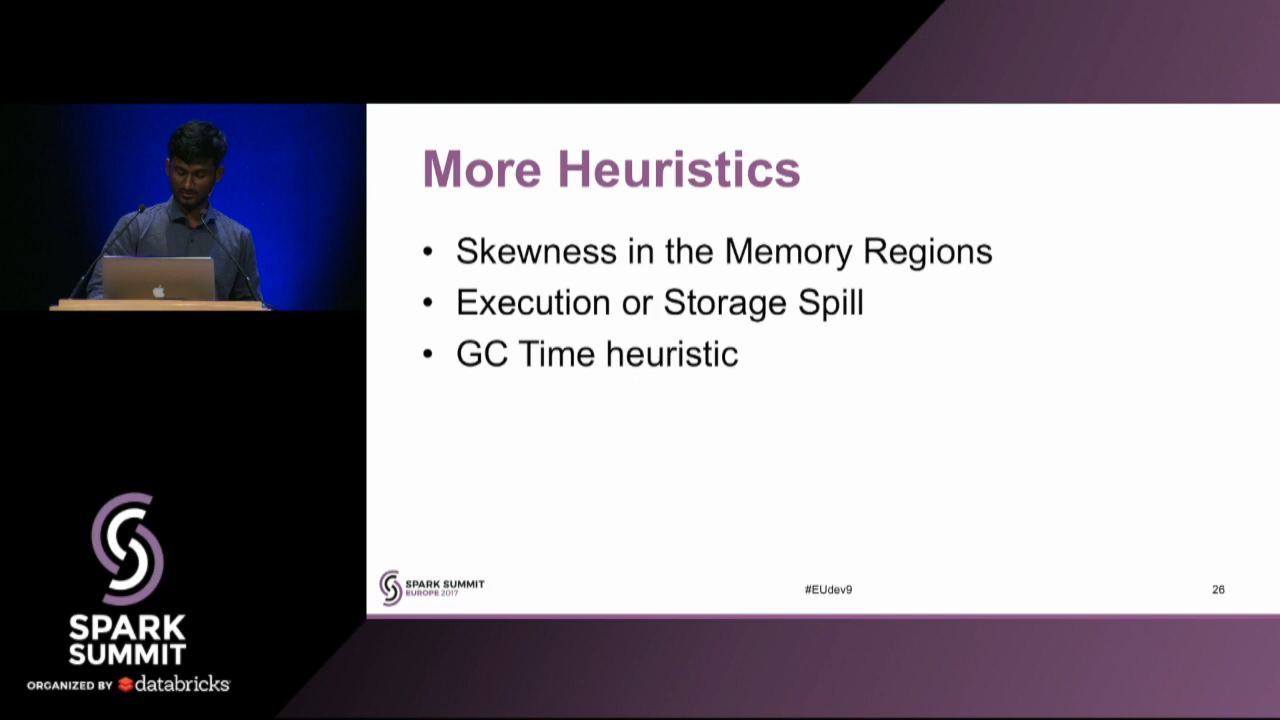 More Heuristics
• Skewness in the Memory Regions
• Execution or Storage Spill
• GC Time heuristic
SPARK SUMMIT
EUROPE 2017
#EUdev9
26
SPARK
SUMMIT
ORGANIZED BY databricks